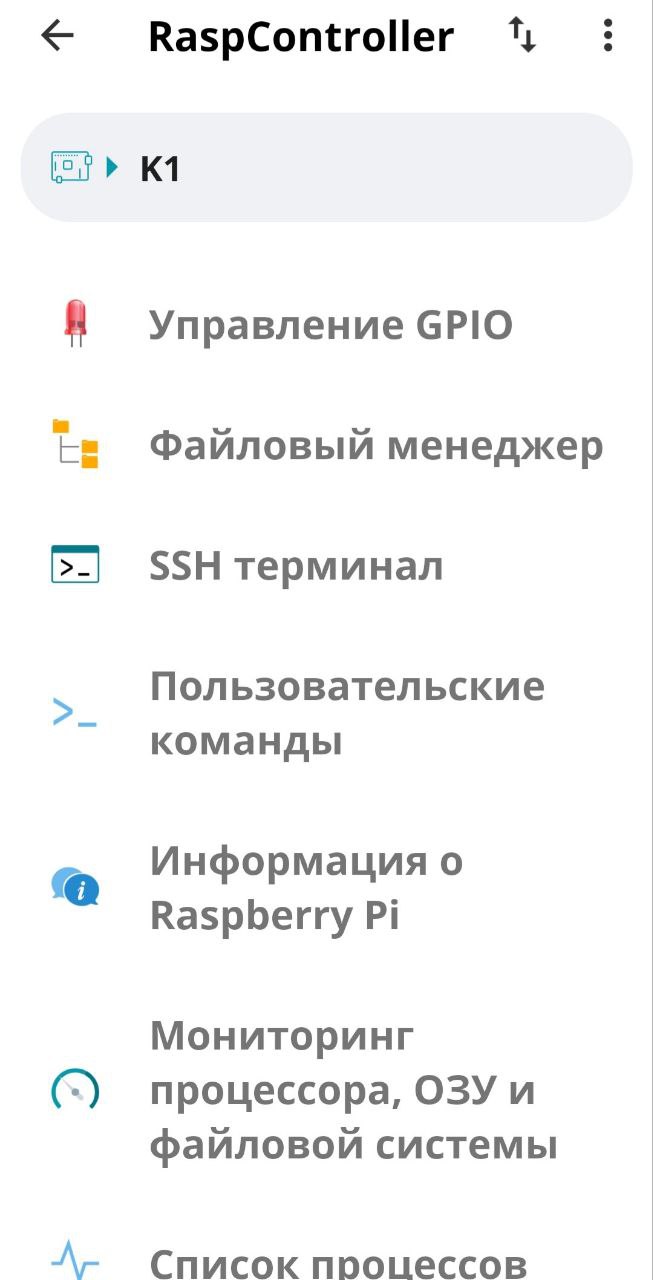 RaspController
K1
Управление GPIO
Файловый менеджер
SSH терминал
Пользовательские
команды
Информация о
Raspberry Pi
Мониторинг
процессора, ОЗУ и
файловой системы
Список процессов